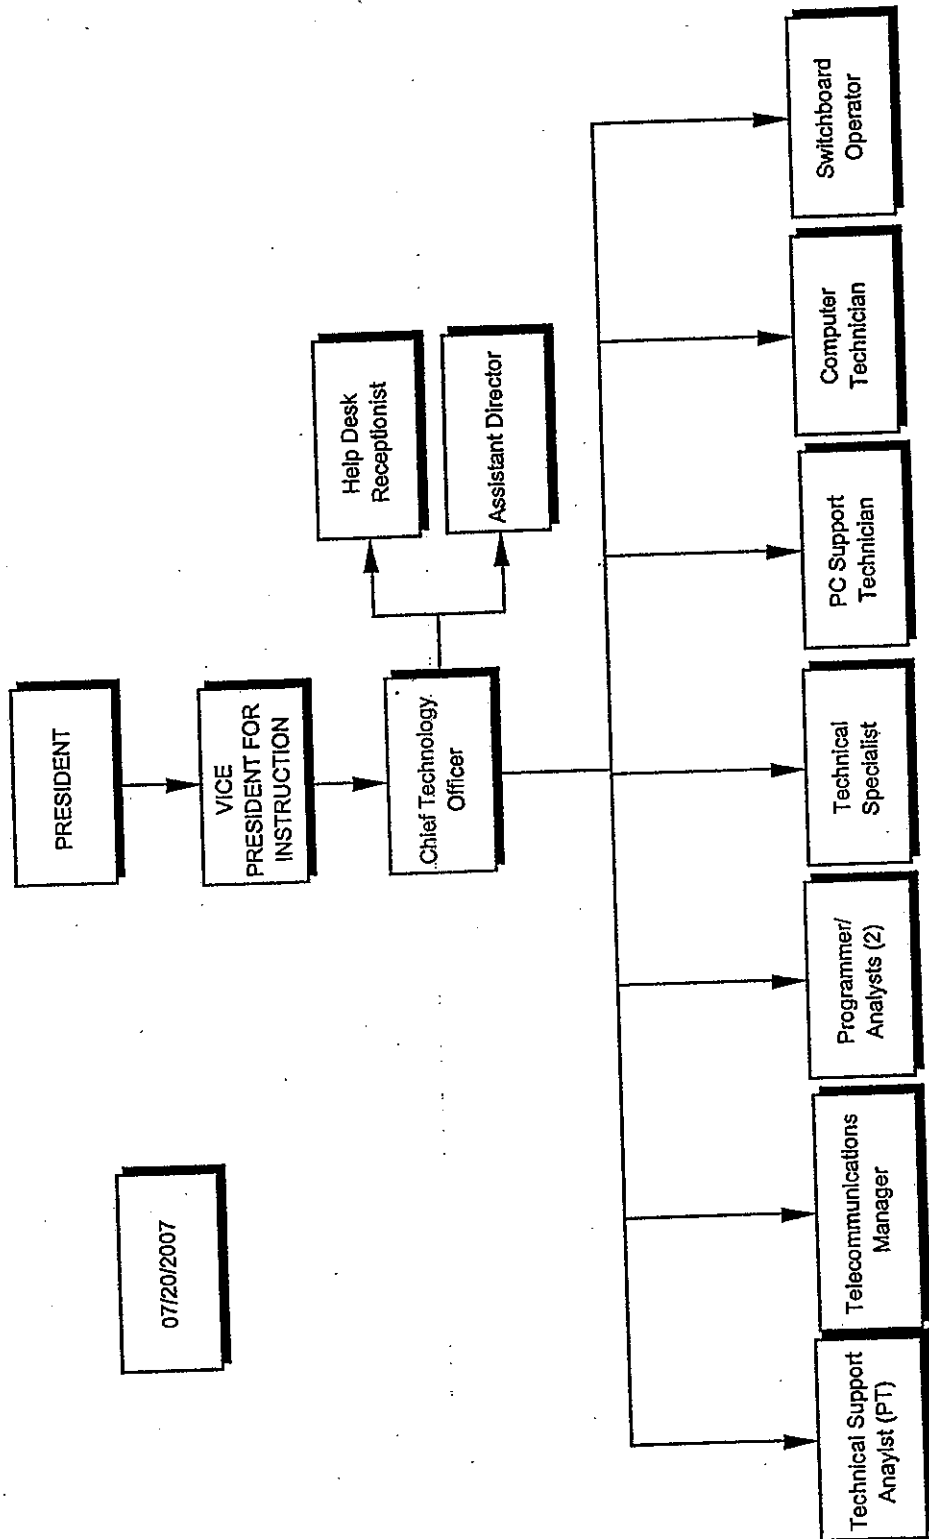 07/20/2007
PRESIDENT
VICE
PRESIDENT FOR
INSTRUCTION
Chief Technology
Officer
Help Desk
Receptionist
Assistant Director
Technical Support
Anaylst (PT)
Telecommunications
Manager
Programmer/
Analysts (2)
Technical
Specialist
PC Support
Technician
Computer
Technician
Switchboard
Operator